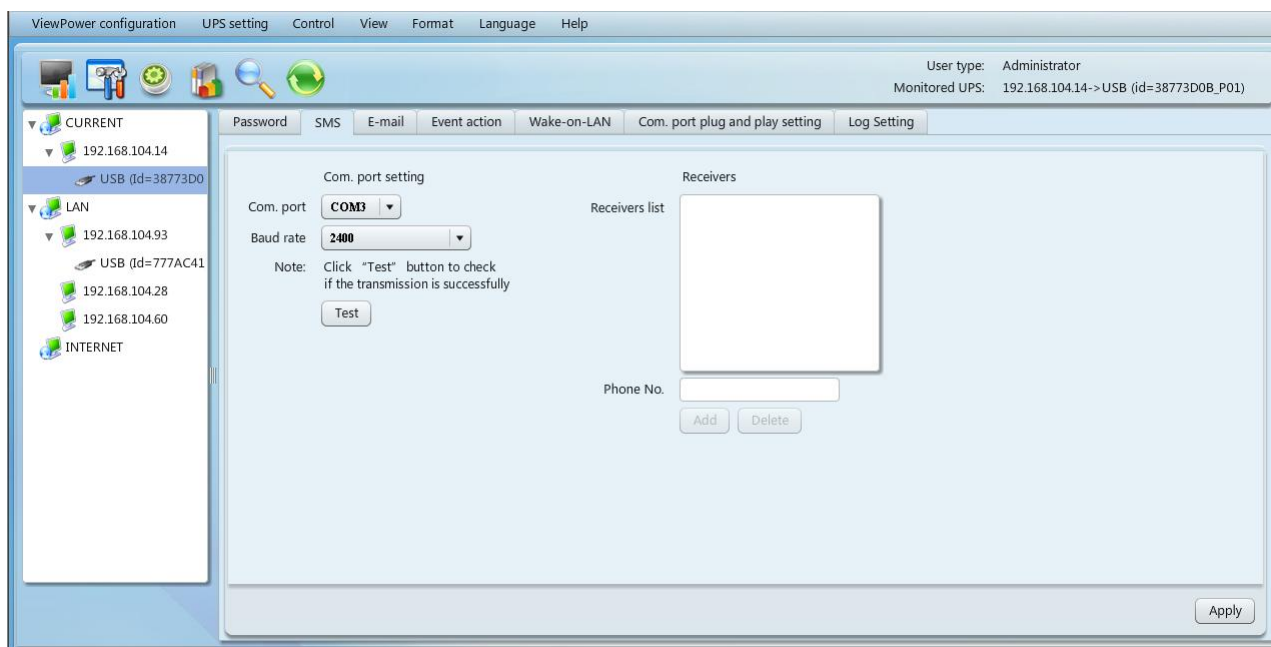 ViewPower configuration UPS setting Control View Format Language Help
User type: Administrator
Monitored UPS: 192.168.104.14->USB (id=38773D0B_P01)
CURRENT
192.168.104.14
USB (Id=38773D0
LAN
192.168.104.93
USB (Id=777AC41
192.168.104.28
192.168.104.60
INTERNET
Password SMS E-mail Event action Wake-on-LAN Com. port plug and play setting Log Setting
Com. port setting
Com. port COM3
Baud rate 2400
Note: Click “Test” button to check
if the transmission is successfully
Test
Receivers
Receivers list
Phone No.
Add Delete
Apply